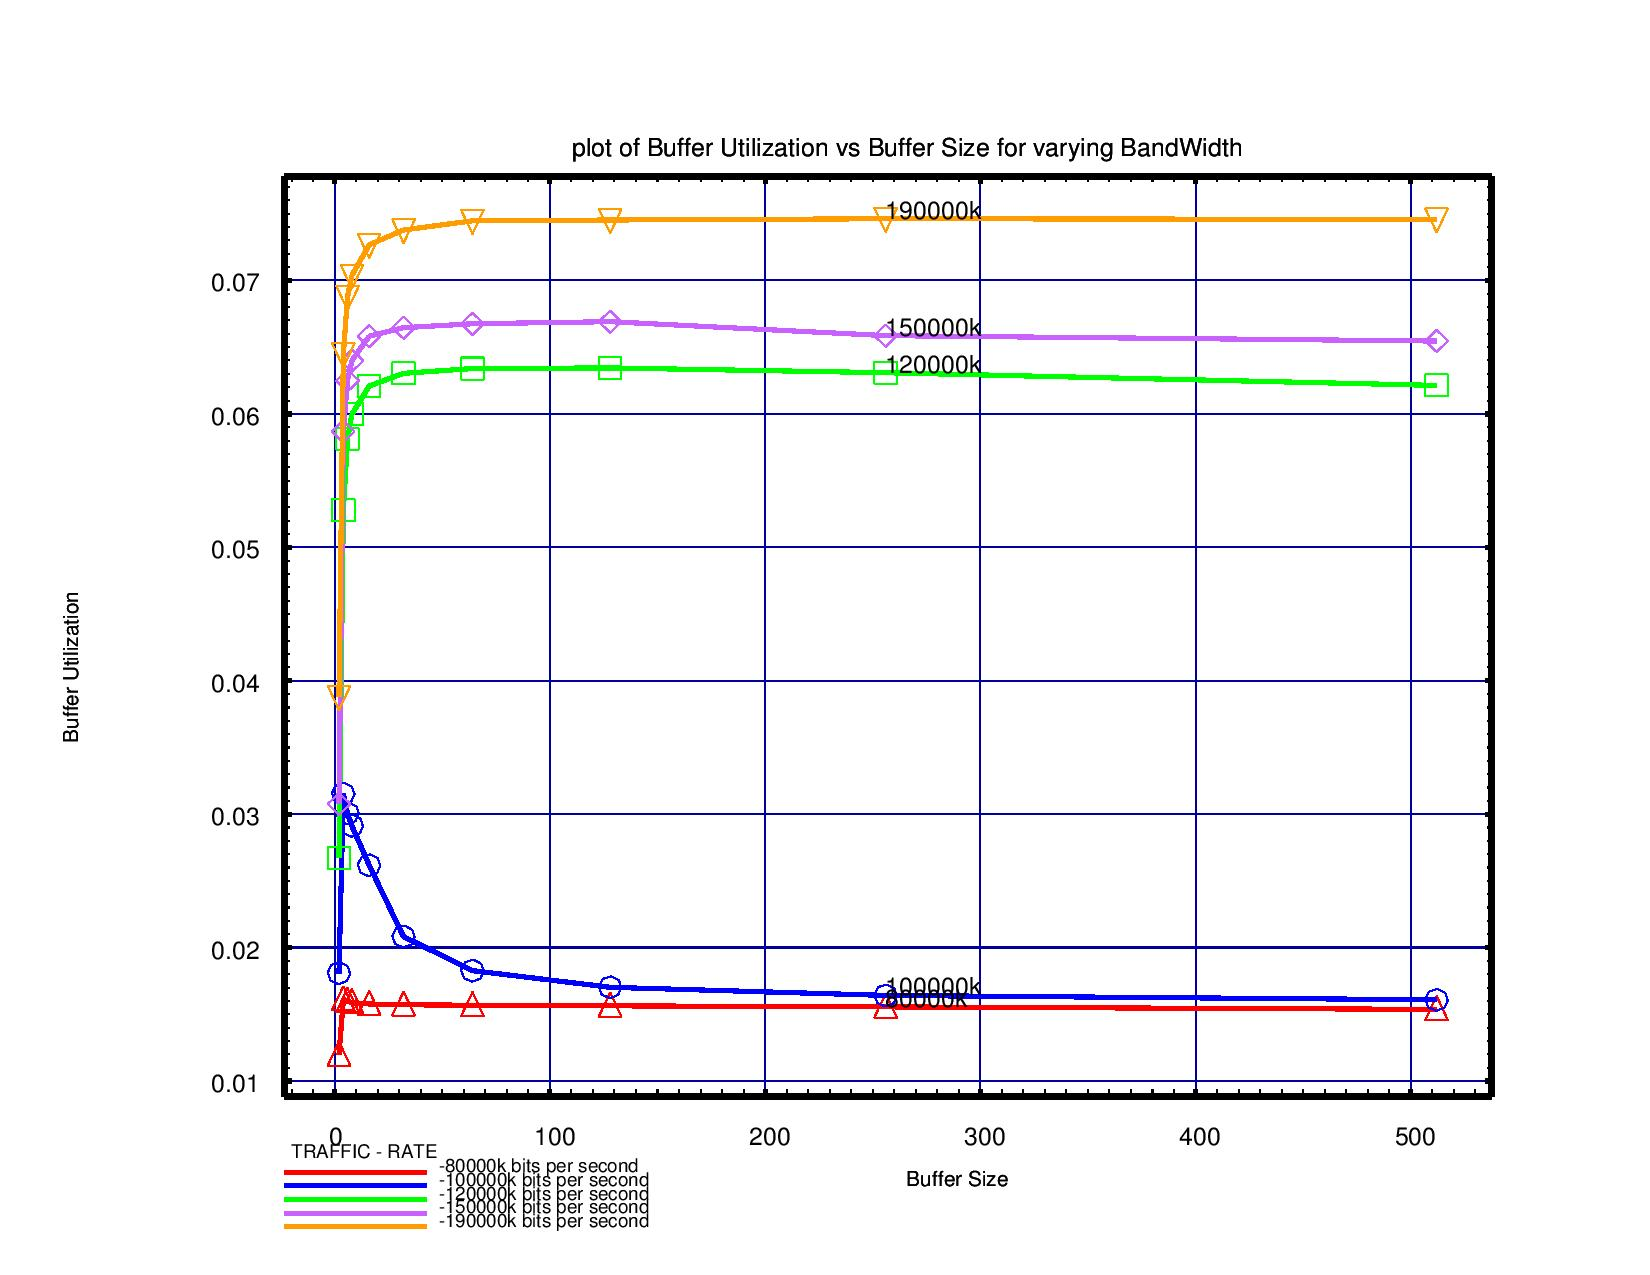 plot of Buffer Utilization vs Buffer Size for varying BandWidth
190000k
0.07
150000k
120000k
0.06
0.05
0.04
Buffer Utilization
0.03
0.02
100000k
80000k
0.01
0 100 200 300 400 500
TRAFFIC - RATE
Buffer Size
-80000k bits per second
-100000k bits per second
-120000k bits per second
-150000k bits per second
-190000k bits per second